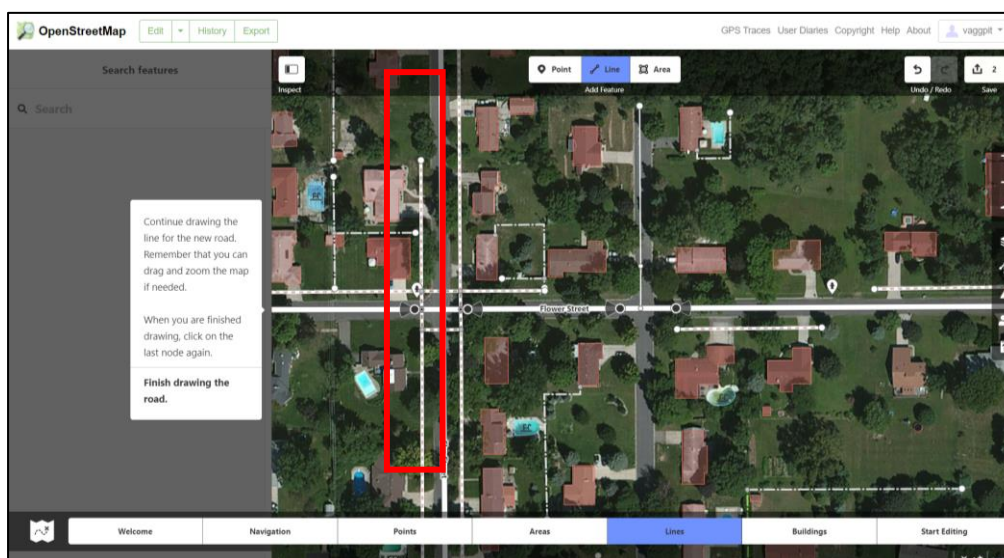 OpenStreetMap
Edit
History
Export
GPS Traces User Diaries Copyright Help About
vaggpit
Search features
Search
Inspect
Point
Line
Area
Add Feature
Undo / Redo
2
Save
Continue drawing the
line for the new road.
Remember that you can
drag and zoom the map
if needed.
When you are finished
drawing, click on the
last node again.
Finish drawing the
road.
Flower Street
Welcome
Navigation
Points
Areas
Lines
Buildings
Start Editing